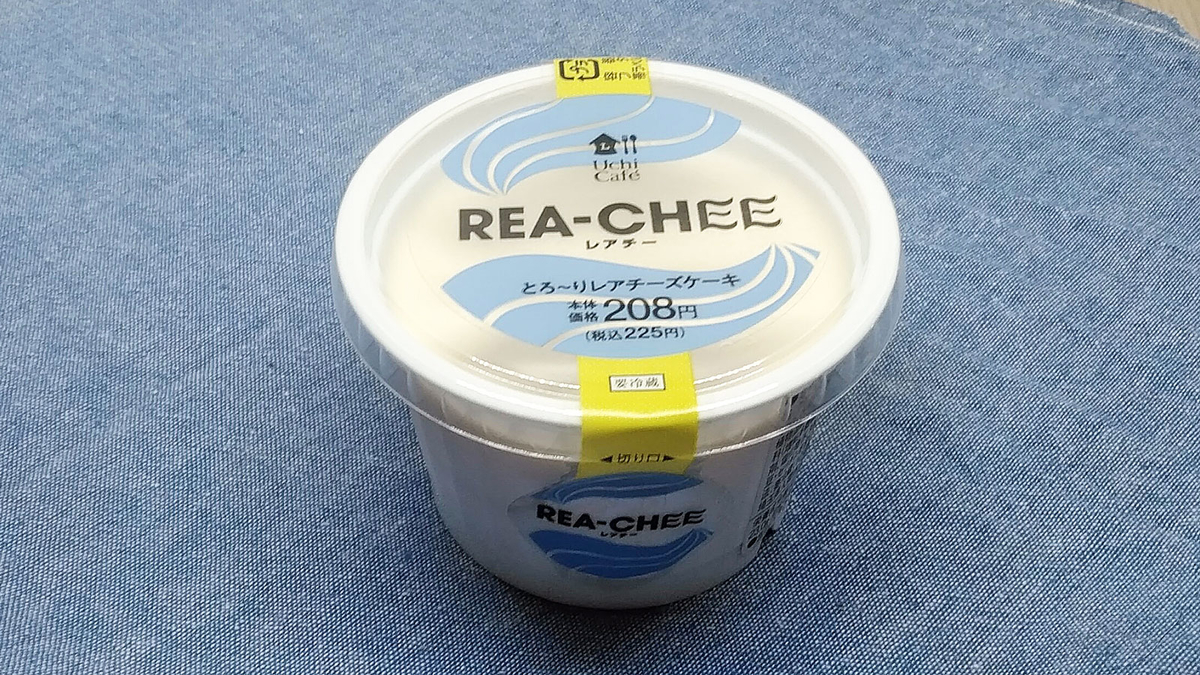 プラ
Uchi
Café
REA-CHEE
レアチー
とろ～りレアチーズケーキ
本体
価格 208円
(税込225円)
要冷蔵
◀切り口▶
REA-CHEE
レアチー